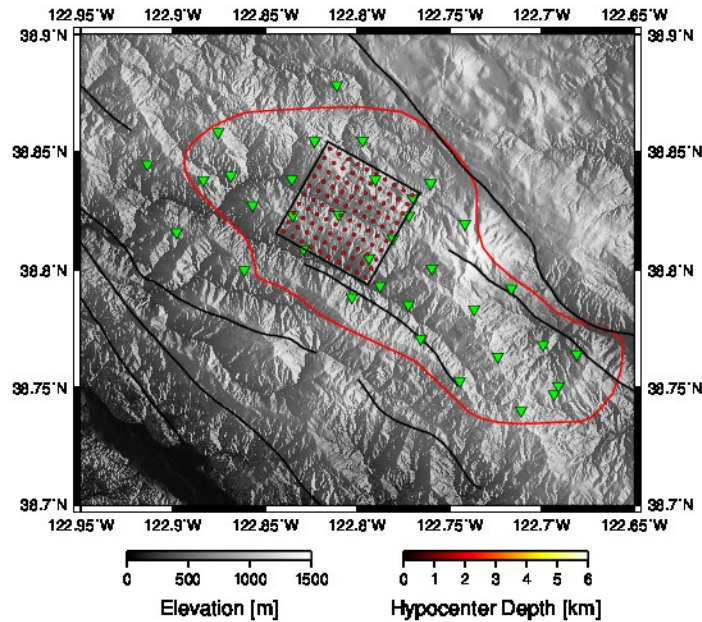 122.95°W 122.9°W 122.85°W 122.8°W 122.75°W 122.7°W 122.65°W
38.9°N 38.9°N
38.85°N 38.85°N
38.8°N 38.8°N
38.75°N 38.75°N
38.7°N 38.7°N
122.95°W 122.9°W 122.85°W 122.8°W 122.75°W 122.7°W 122.65°W
0 500 1000 1500 0 1 2 3 4 5 6
Elevation [m] Hypocenter Depth [km]